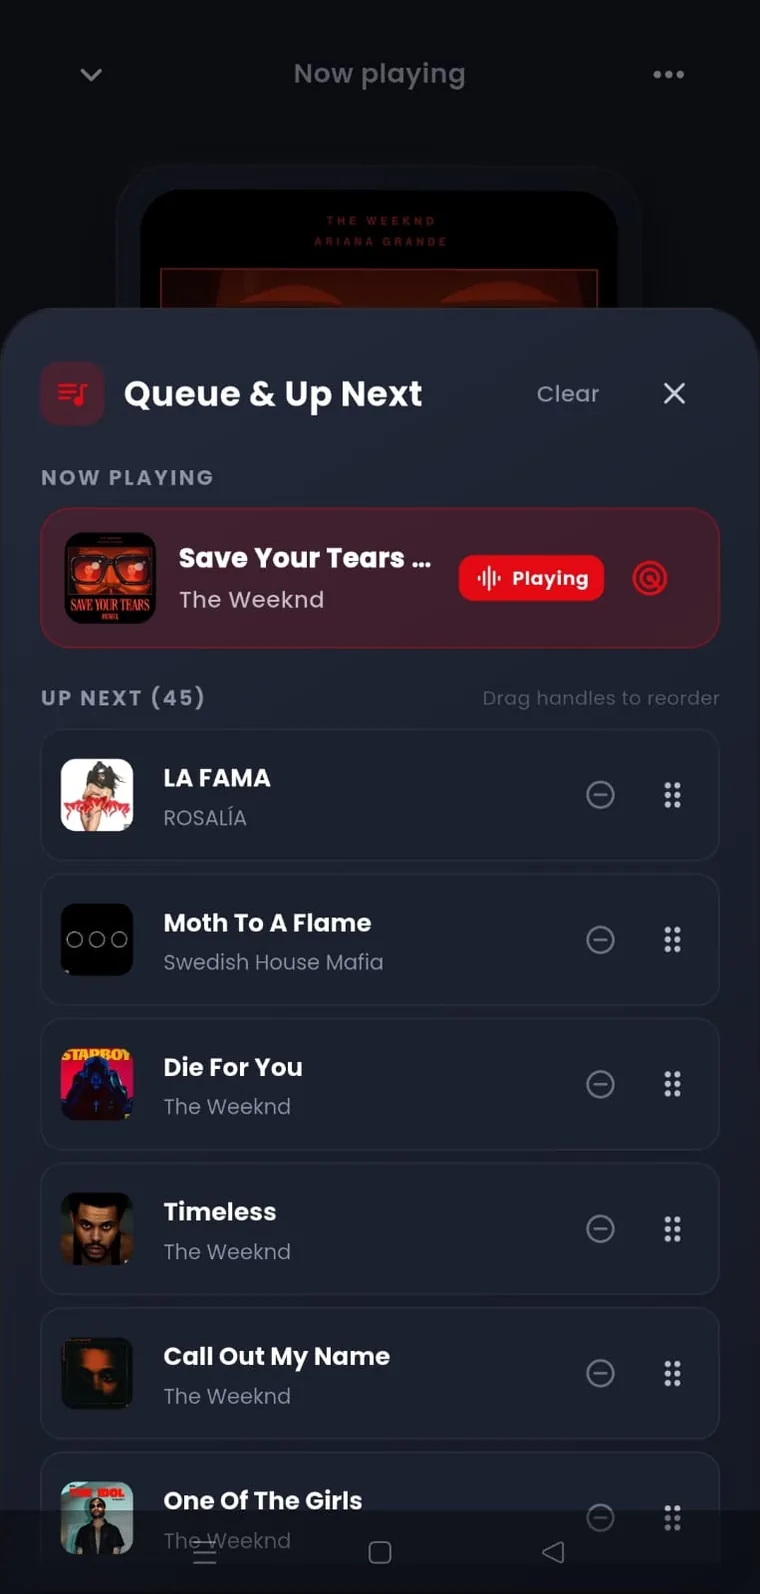 Now playing
THE WEEKND
ARIANA GRANDE
Queue & Up Next
Clear
NOW PLAYING
SAVE YOUR TEARS
REMIX
Save Your Tears ...
The Weeknd
Playing
UP NEXT (45)
Drag handles to reorder
LA FAMA
ROSALÍA
Moth To A Flame
Swedish House Mafia
STARBOY
Die For You
The Weeknd
Timeless
The Weeknd
Call Out My Name
The Weeknd
THE IDOL
One Of The Girls
The Weeknd